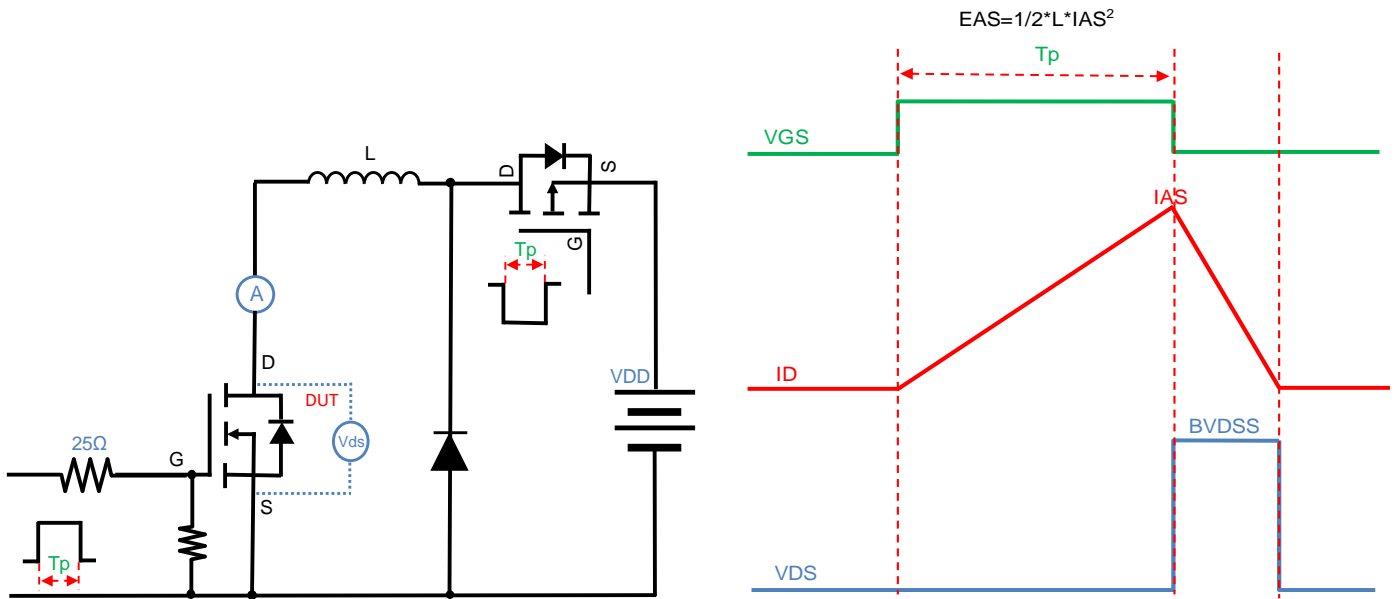 L
D
S
G
Tp
A
D
DUT
Vds
VDD
25Ω
G
S
Tp
EAS=1/2*L*IAS²
Tp
VGS
IAS
ID
BVDSS
VDS